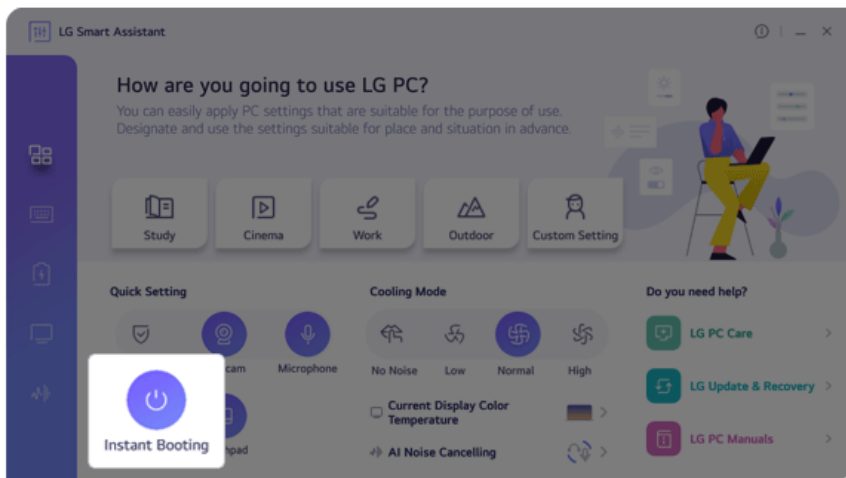 LG Smart Assistant
How are you going to use LG PC?
You can easily apply PC settings that are suitable for the purpose of use.
Designate and use the settings suitable for place and situation in advance.
Study
Cinema
Work
Outdoor
Custom Setting
Quick Setting
Cooling Mode
Do you need help?
cam
Microphone
No Noise
Low
Normal
High
LG PC Care
Instant Booting
hpad
Current Display Color
Temperature
LG Update & Recovery
AI Noise Cancelling
LG PC Manuals